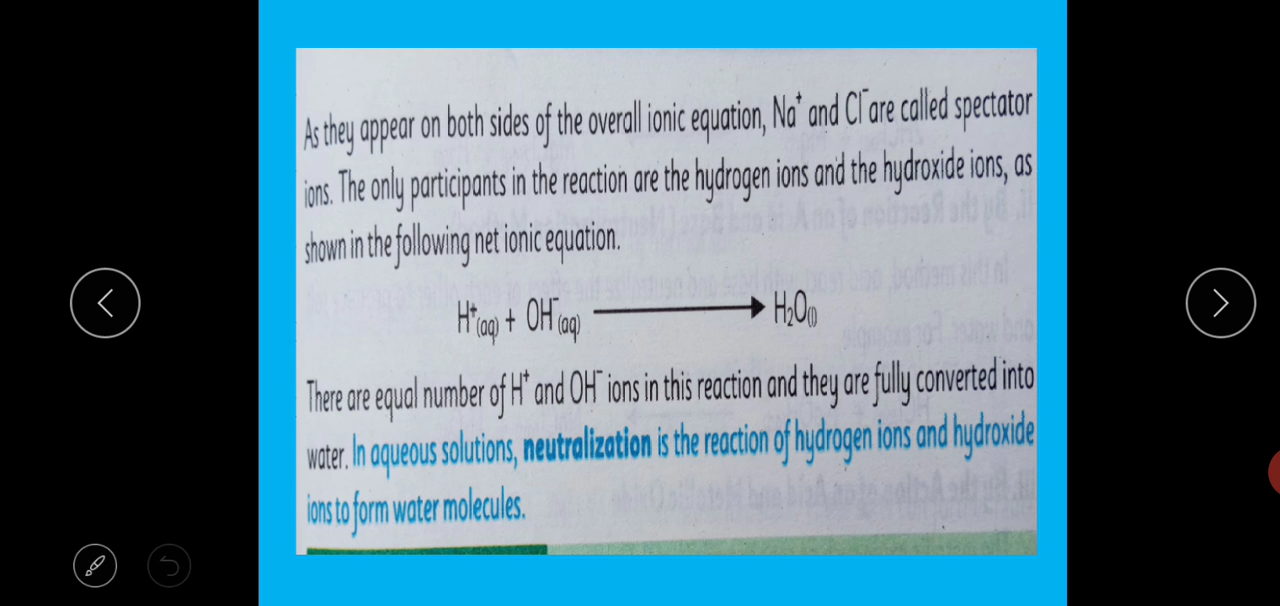 As they appear on both sides of the overall ionic equation, Na⁺ and Cl⁻ are called spectator
ions. The only participants in the reaction are the hydrogen ions and the hydroxide ions, as
shown in the following net ionic equation.
H⁺(aq) + OH⁻(aq) ⟶ H₂O(l)
There are equal number of H⁺ and OH⁻ ions in this reaction and they are fully converted into
water. In aqueous solutions, neutralization is the reaction of hydrogen ions and hydroxide
ions to form water molecules.